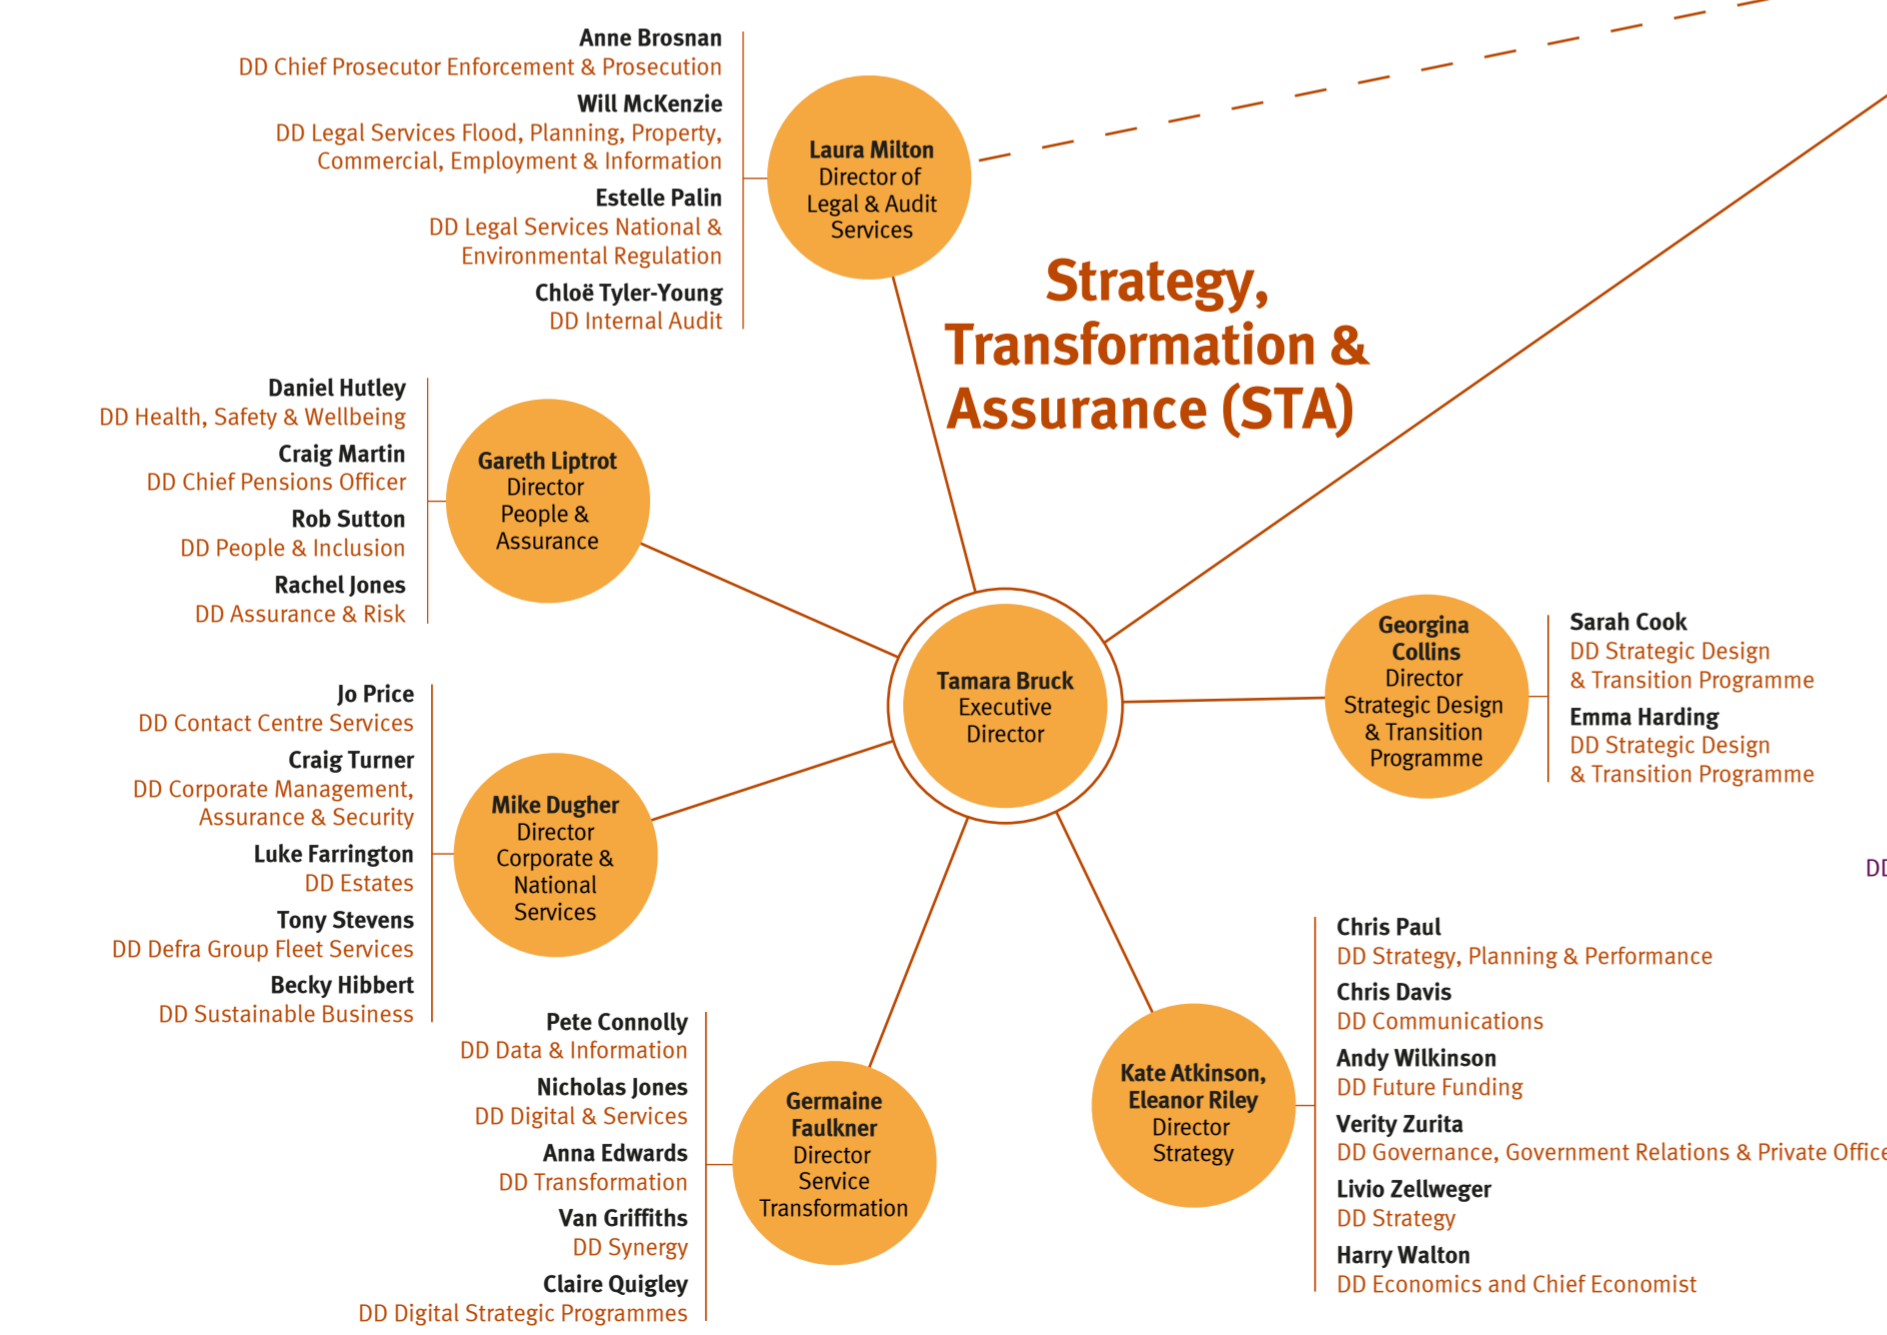 Anne Brosnan
DD Chief Prosecutor Enforcement & Prosecution
Will McKenzie
DD Legal Services Flood, Planning, Property,
Commercial, Employment & Information
Estelle Palin
DD Legal Services National &
Environmental Regulation
Chloë Tyler-Young
DD Internal Audit
Laura Milton
Director of
Legal & Audit
Services
Strategy,
Transformation &
Assurance (STA)
Daniel Hutley
DD Health, Safety & Wellbeing
Craig Martin
DD Chief Pensions Officer
Rob Sutton
DD People & Inclusion
Rachel Jones
DD Assurance & Risk
Gareth Liptrot
Director
People &
Assurance
Tamara Bruck
Executive
Director
Georgina
Collins
Director
Strategic Design
& Transition
Programme
Sarah Cook
DD Strategic Design
& Transition Programme
Emma Harding
DD Strategic Design
& Transition Programme
Jo Price
DD Contact Centre Services
Craig Turner
DD Corporate Management,
Assurance & Security
Luke Farrington
DD Estates
Tony Stevens
DD Defra Group Fleet Services
Becky Hibbert
DD Sustainable Business
Mike Dugher
Director
Corporate &
National
Services
Pete Connolly
DD Data & Information
Nicholas Jones
DD Digital & Services
Anna Edwards
DD Transformation
Van Griffiths
DD Synergy
Claire Quigley
DD Digital Strategic Programmes
Germaine
Faulkner
Director
Service
Transformation
Kate Atkinson,
Eleanor Riley
Director
Strategy
Chris Paul
DD Strategy, Planning & Performance
Chris Davis
DD Communications
Andy Wilkinson
DD Future Funding
Verity Zurita
DD Governance, Government Relations & Private Office
Livio Zellweger
DD Strategy
Harry Walton
DD Economics and Chief Economist